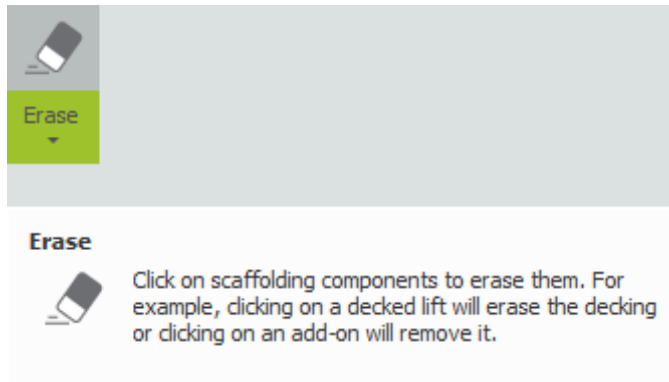 Erase
Erase
Click on scaffolding components to erase them. For
example, clicking on a decked lift will erase the decking
or clicking on an add-on will remove it.